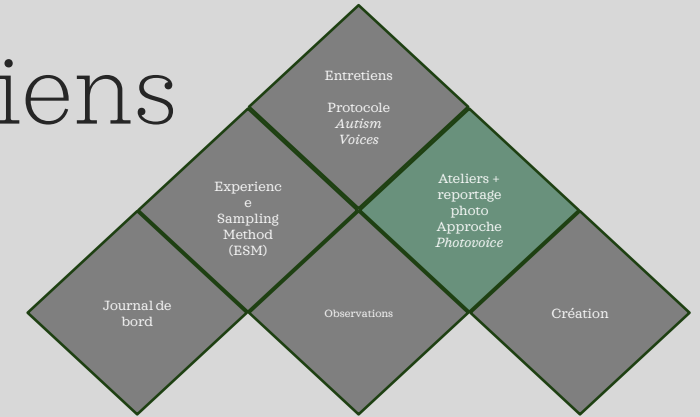 iens
Entretiens
Protocole
Autism
Voices
Experienc
e
Sampling
Method
(ESM)
Ateliers +
reportage
photo
Approche
Photovoice
Journal de
bord
Observations
Création